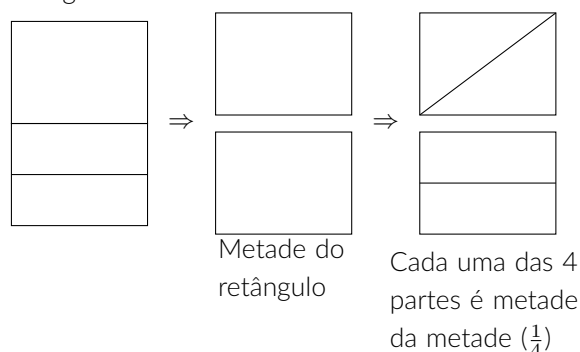 ⇒ ⇒
Metade do
retângulo
Cada uma das 4
partes é metade
da metade (1/4)